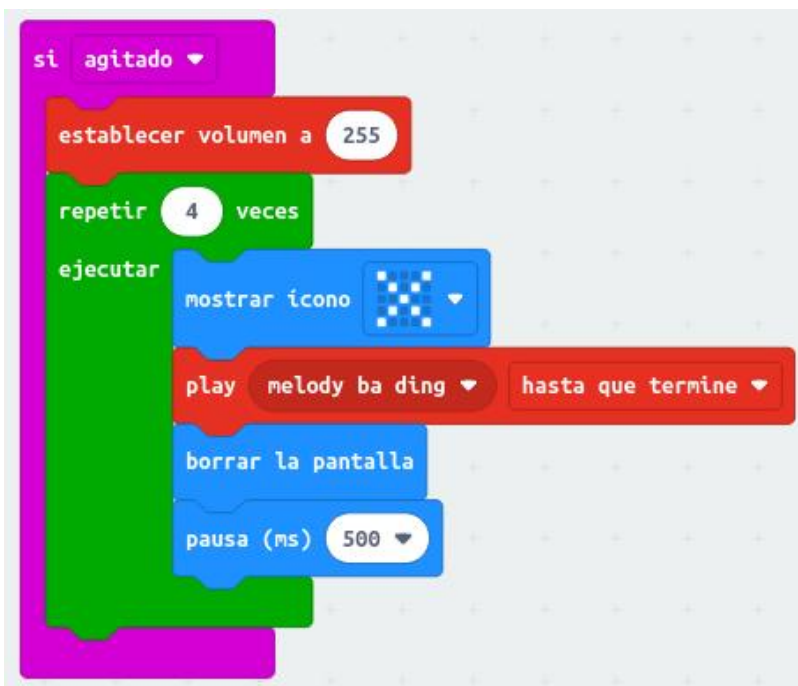 si agitado
establecer volumen a 255
repetir 4 veces
ejecutar
mostrar ícono
play melody ba ding hasta que termine
borrar la pantalla
pausa (ms) 500